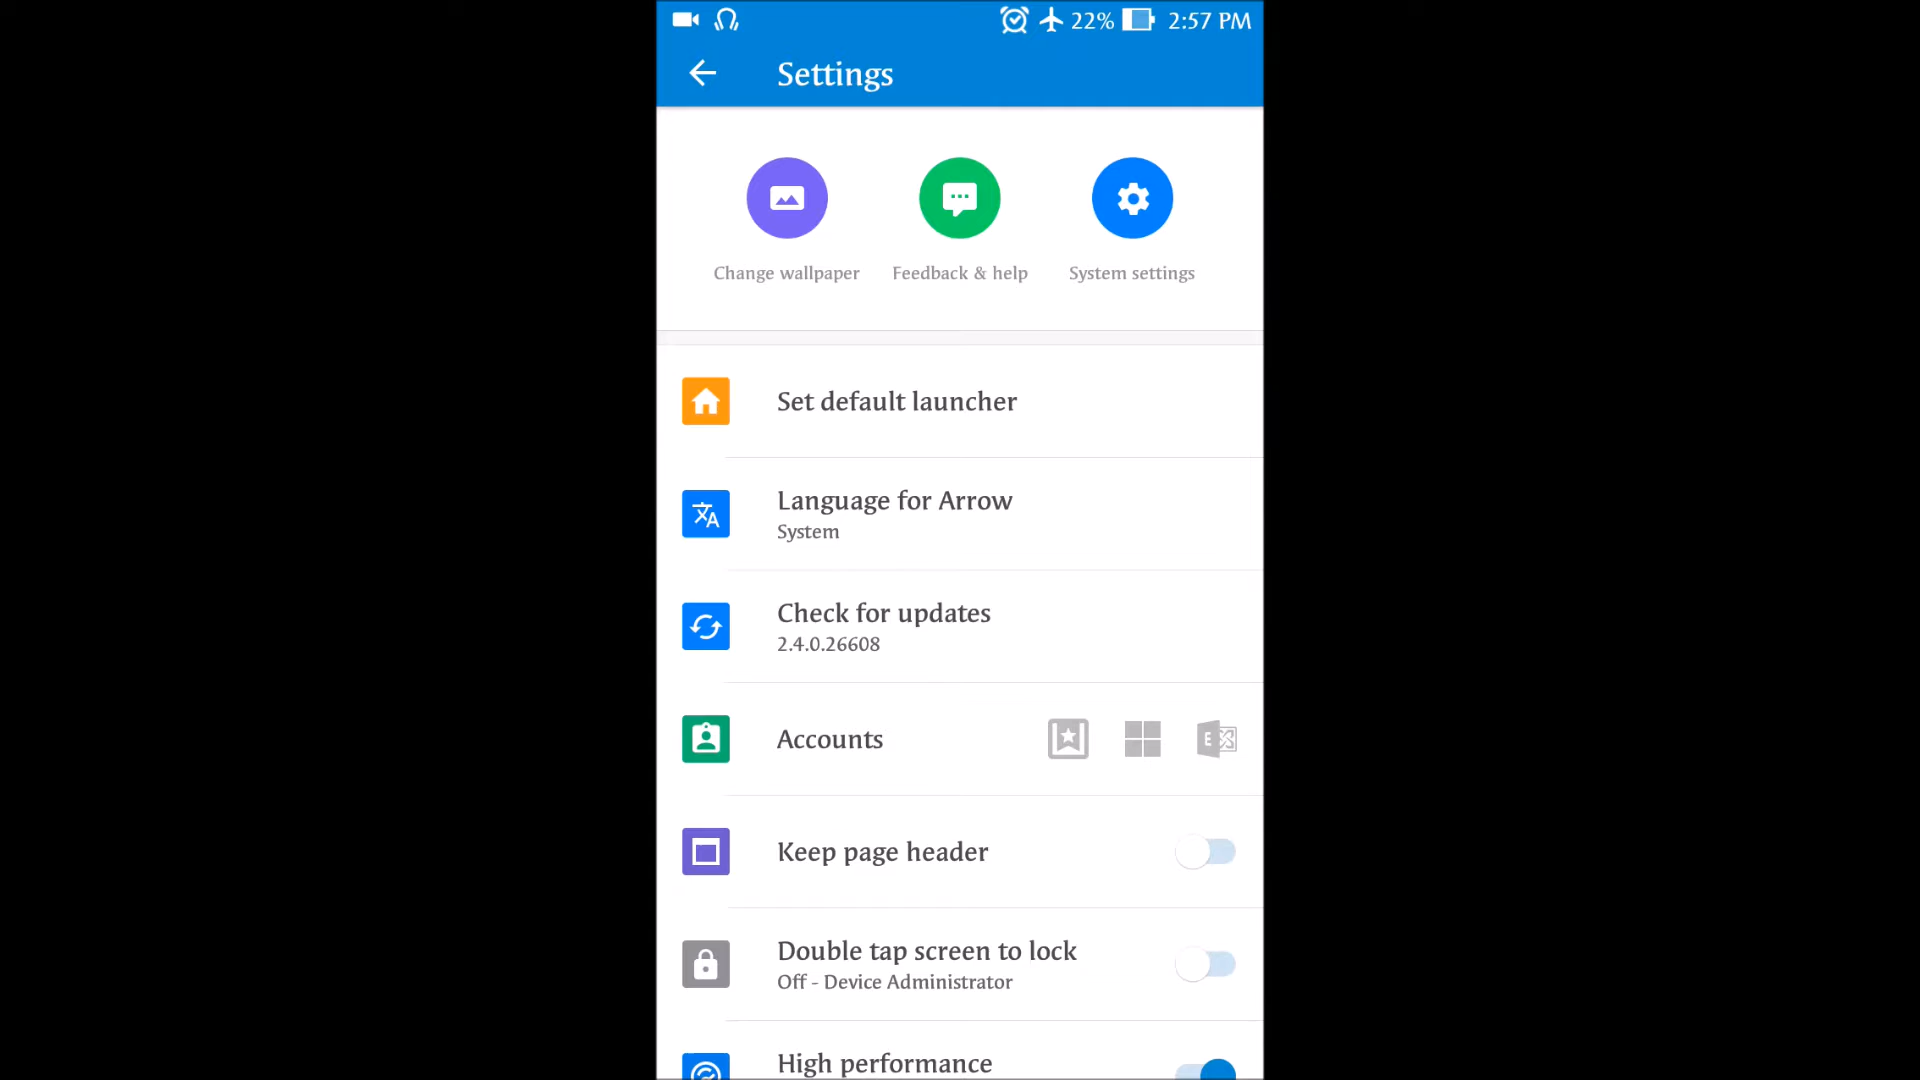 22% 2:57 PM
Settings
Change wallpaper Feedback & help System settings
Set default launcher
Language for Arrow
System
Check for updates
2.4.0.26608
Accounts
Keep page header
Double tap screen to lock
Off - Device Administrator
High performance